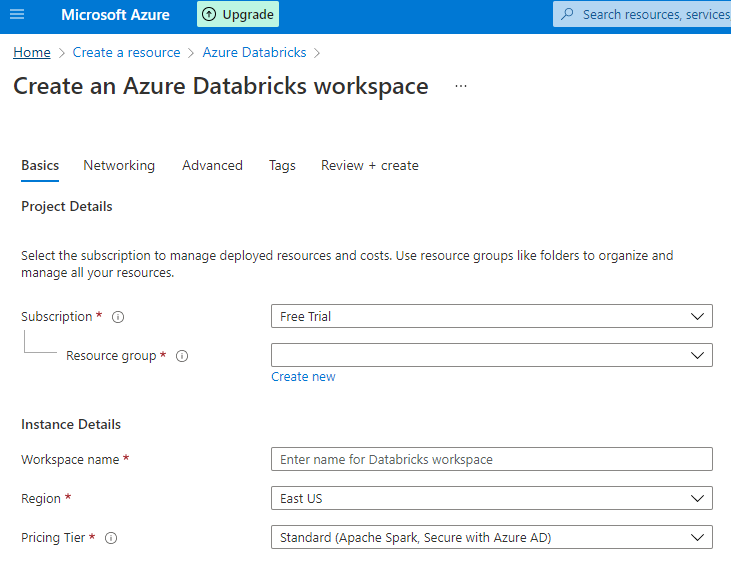 Microsoft Azure
Upgrade
Search resources, services
Home > Create a resource > Azure Databricks >
Create an Azure Databricks workspace ...
Basics Networking Advanced Tags Review + create
Project Details
Select the subscription to manage deployed resources and costs. Use resource groups like folders to organize and
manage all your resources.
Subscription *
Free Trial
Resource group *
Create new
Instance Details
Workspace name *
Enter name for Databricks workspace
Region *
East US
Pricing Tier *
Standard (Apache Spark, Secure with Azure AD)